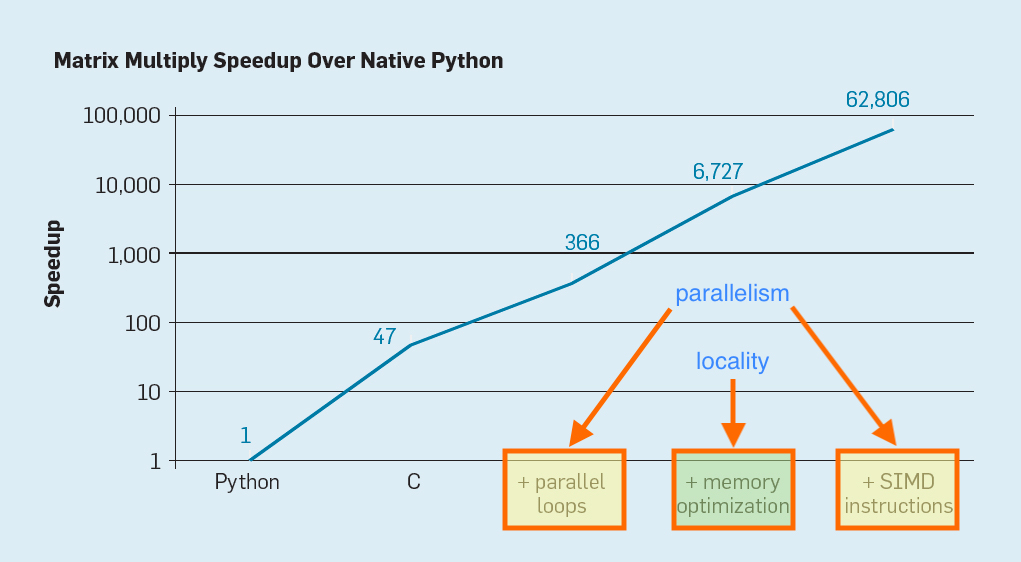 Matrix Multiply Speedup Over Native Python
Speedup
100,000
10,000
1,000
100
10
1
1
47
366
6,727
62,806
parallelism
locality
Python
C
+ parallel
loops
+ memory
optimization
+ SIMD
instructions